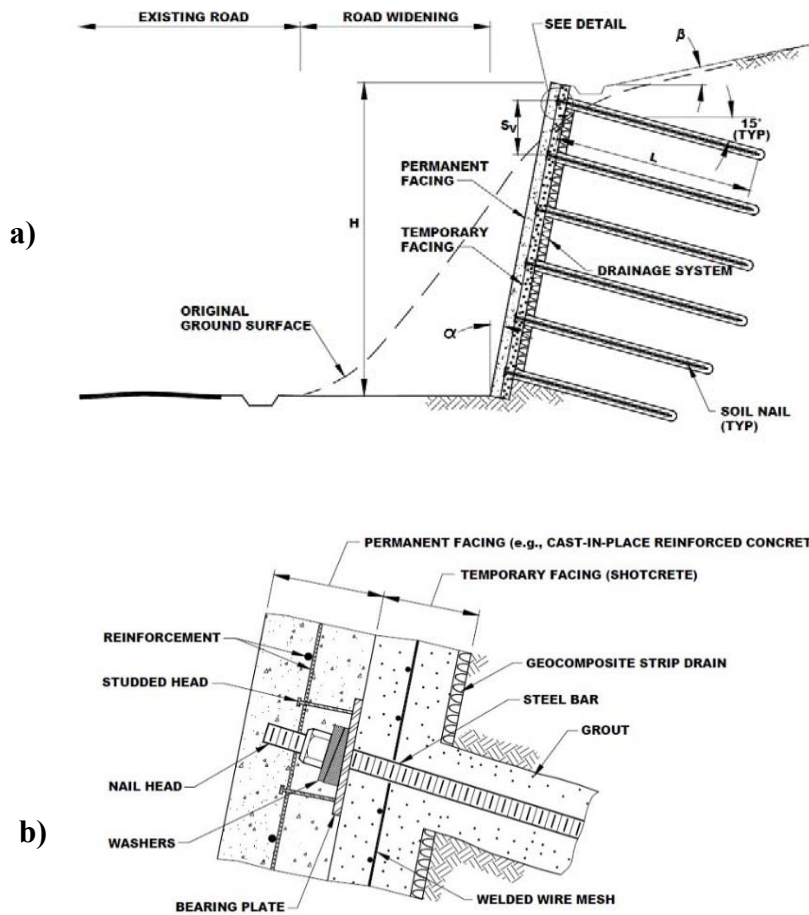 EXISTING ROAD
ROAD WIDENING
SEE DETAIL
β
15°
(TYP)
SV
L
PERMANENT
FACING
H
a)
TEMPORARY
FACING
DRAINAGE SYSTEM
ORIGINAL
GROUND SURFACE
α
SOIL NAIL
(TYP)
PERMANENT FACING (e.g., CAST-IN-PLACE REINFORCED CONCRET
TEMPORARY FACING (SHOTCRETE)
REINFORCEMENT
GEOCOMPOSITE STRIP DRAIN
STUDDED HEAD
STEEL BAR
GROUT
NAIL HEAD
b)
WASHERS
WELDED WIRE MESH
BEARING PLATE